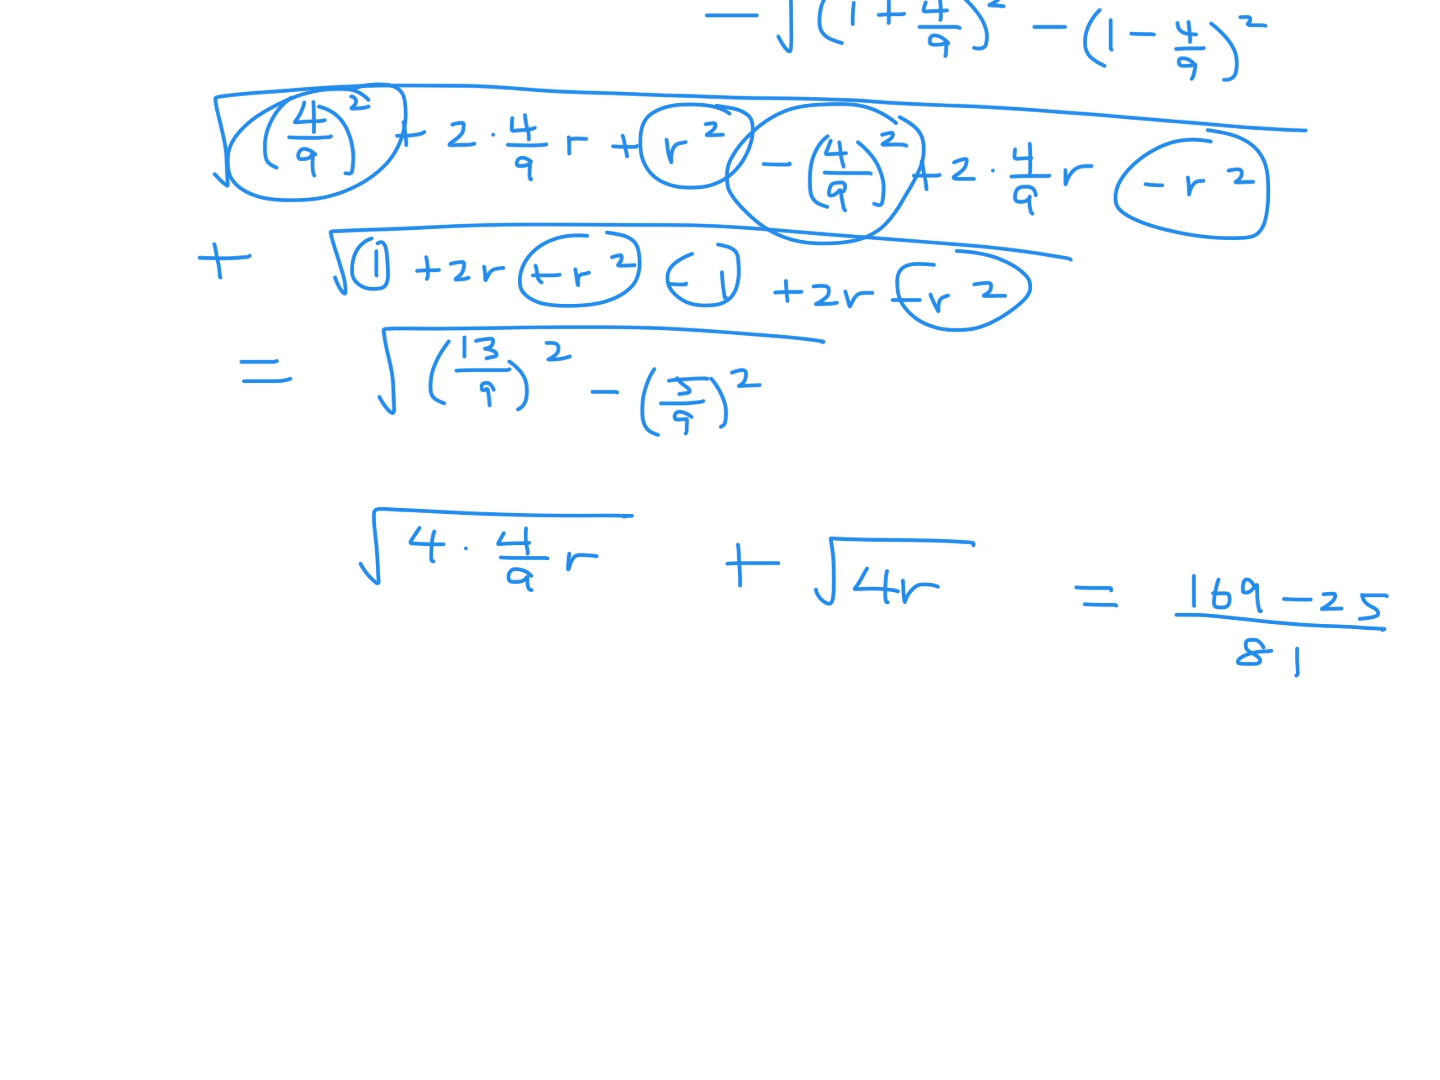 − √((1 + 4/9)² − (1 − 4/9)²
√((4/9)² + 2 · 4/9 r + r² − (4/9)² + 2 · 4/9 r − r²)
+ √(1 + 2r + r² − 1 + 2r − r²)
= √((13/9)² − (5/9)²)
√(4 · 4/9 r) + √(4r) = (169 − 25)/81